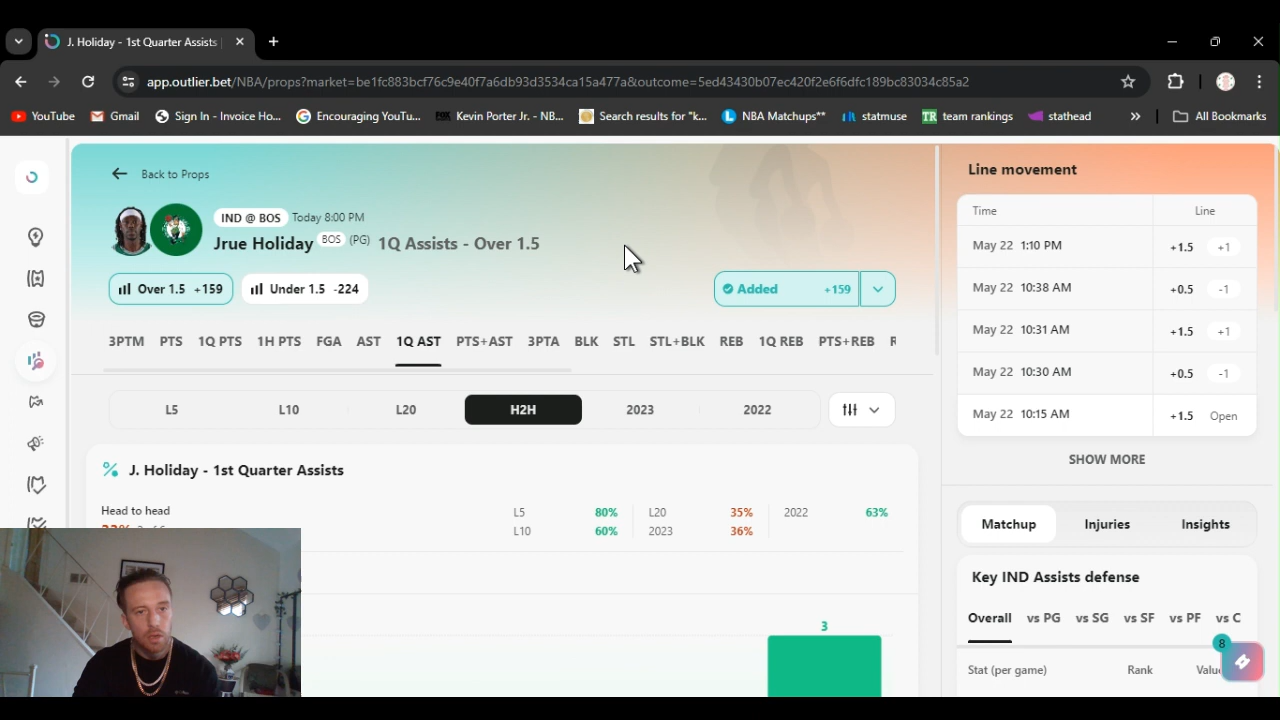 J. Holiday - 1st Quarter Assists
app.outlier.bet/NBA/props?market=be1fc883bcf76c9e40f7a6db93d3534ca15a477a&outcome=5ed43430b07ec420f2e6f6dfc189bc83034c85a2
YouTube Gmail Sign In - Invoice Ho... Encouraging YouTu... Kevin Porter Jr. - NB... Search results for "k... NBA Matchups** statmuse team rankings stathead » All Bookmarks
Back to Props
IND @ BOS Today 8:00 PM
Jrue Holiday BOS (PG) 1Q Assists - Over 1.5
Over 1.5 +159 Under 1.5 -224 Added +159
3PTM PTS 1Q PTS 1H PTS FGA AST 1Q AST PTS+AST 3PTA BLK STL STL+BLK REB 1Q REB PTS+REB
L5 L10 L20 H2H 2023 2022
J. Holiday - 1st Quarter Assists
Head to head
L5 80% L20 35% 2022 63%
L10 60% 2023 36%
3
Line movement
Time Line
May 22 1:10 PM +1.5 +1
May 22 10:38 AM +0.5 -1
May 22 10:31 AM +1.5 +1
May 22 10:30 AM +0.5 -1
May 22 10:15 AM +1.5 Open
SHOW MORE
Matchup Injuries Insights
Key IND Assists defense
Overall vs PG vs SG vs SF vs PF vs C
8
Stat (per game) Rank